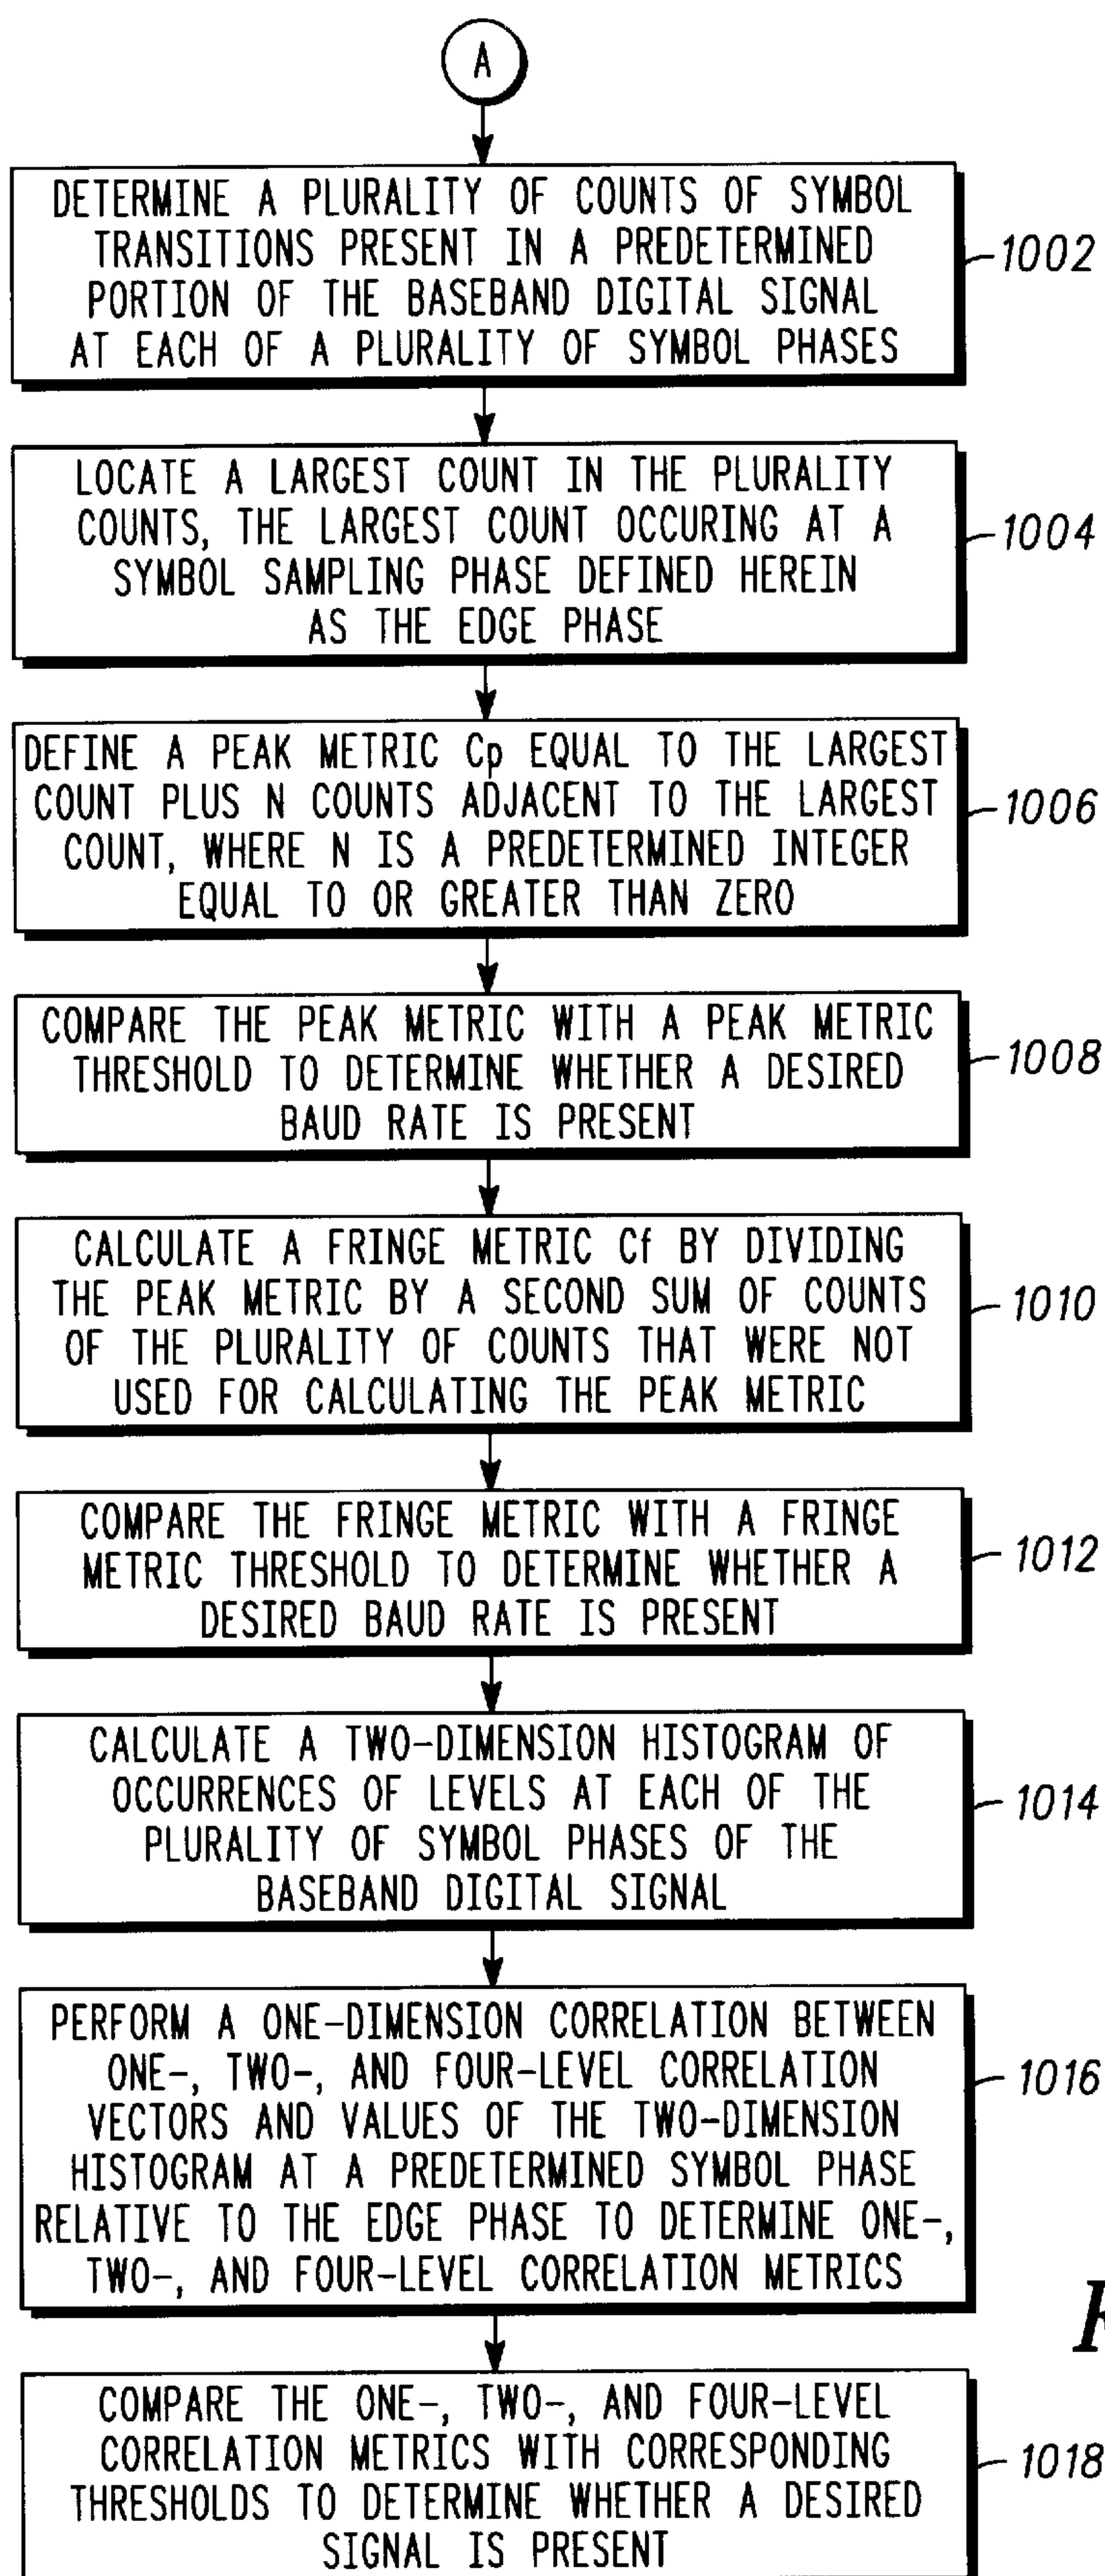 A
DETERMINE A PLURALITY OF COUNTS OF SYMBOL
TRANSITIONS PRESENT IN A PREDETERMINED
PORTION OF THE BASEBAND DIGITAL SIGNAL
AT EACH OF A PLURALITY OF SYMBOL PHASES
1002
LOCATE A LARGEST COUNT IN THE PLURALITY
COUNTS, THE LARGEST COUNT OCCURING AT A
SYMBOL SAMPLING PHASE DEFINED HEREIN
AS THE EDGE PHASE
1004
DEFINE A PEAK METRIC Cp EQUAL TO THE LARGEST
COUNT PLUS N COUNTS ADJACENT TO THE LARGEST
COUNT, WHERE N IS A PREDETERMINED INTEGER
EQUAL TO OR GREATER THAN ZERO
1006
COMPARE THE PEAK METRIC WITH A PEAK METRIC
THRESHOLD TO DETERMINE WHETHER A DESIRED
BAUD RATE IS PRESENT
1008
CALCULATE A FRINGE METRIC Cf BY DIVIDING
THE PEAK METRIC BY A SECOND SUM OF COUNTS
OF THE PLURALITY OF COUNTS THAT WERE NOT
USED FOR CALCULATING THE PEAK METRIC
1010
COMPARE THE FRINGE METRIC WITH A FRINGE
METRIC THRESHOLD TO DETERMINE WHETHER A
DESIRED BAUD RATE IS PRESENT
1012
CALCULATE A TWO-DIMENSION HISTOGRAM OF
OCCURRENCES OF LEVELS AT EACH OF THE
PLURALITY OF SYMBOL PHASES OF THE
BASEBAND DIGITAL SIGNAL
1014
PERFORM A ONE-DIMENSION CORRELATION BETWEEN
ONE-, TWO-, AND FOUR-LEVEL CORRELATION
VECTORS AND VALUES OF THE TWO-DIMENSION
HISTOGRAM AT A PREDETERMINED SYMBOL PHASE
RELATIVE TO THE EDGE PHASE TO DETERMINE ONE-,
TWO-, AND FOUR-LEVEL CORRELATION METRICS
1016
COMPARE THE ONE-, TWO-, AND FOUR-LEVEL
CORRELATION METRICS WITH CORRESPONDING
THRESHOLDS TO DETERMINE WHETHER A DESIRED
SIGNAL IS PRESENT
1018